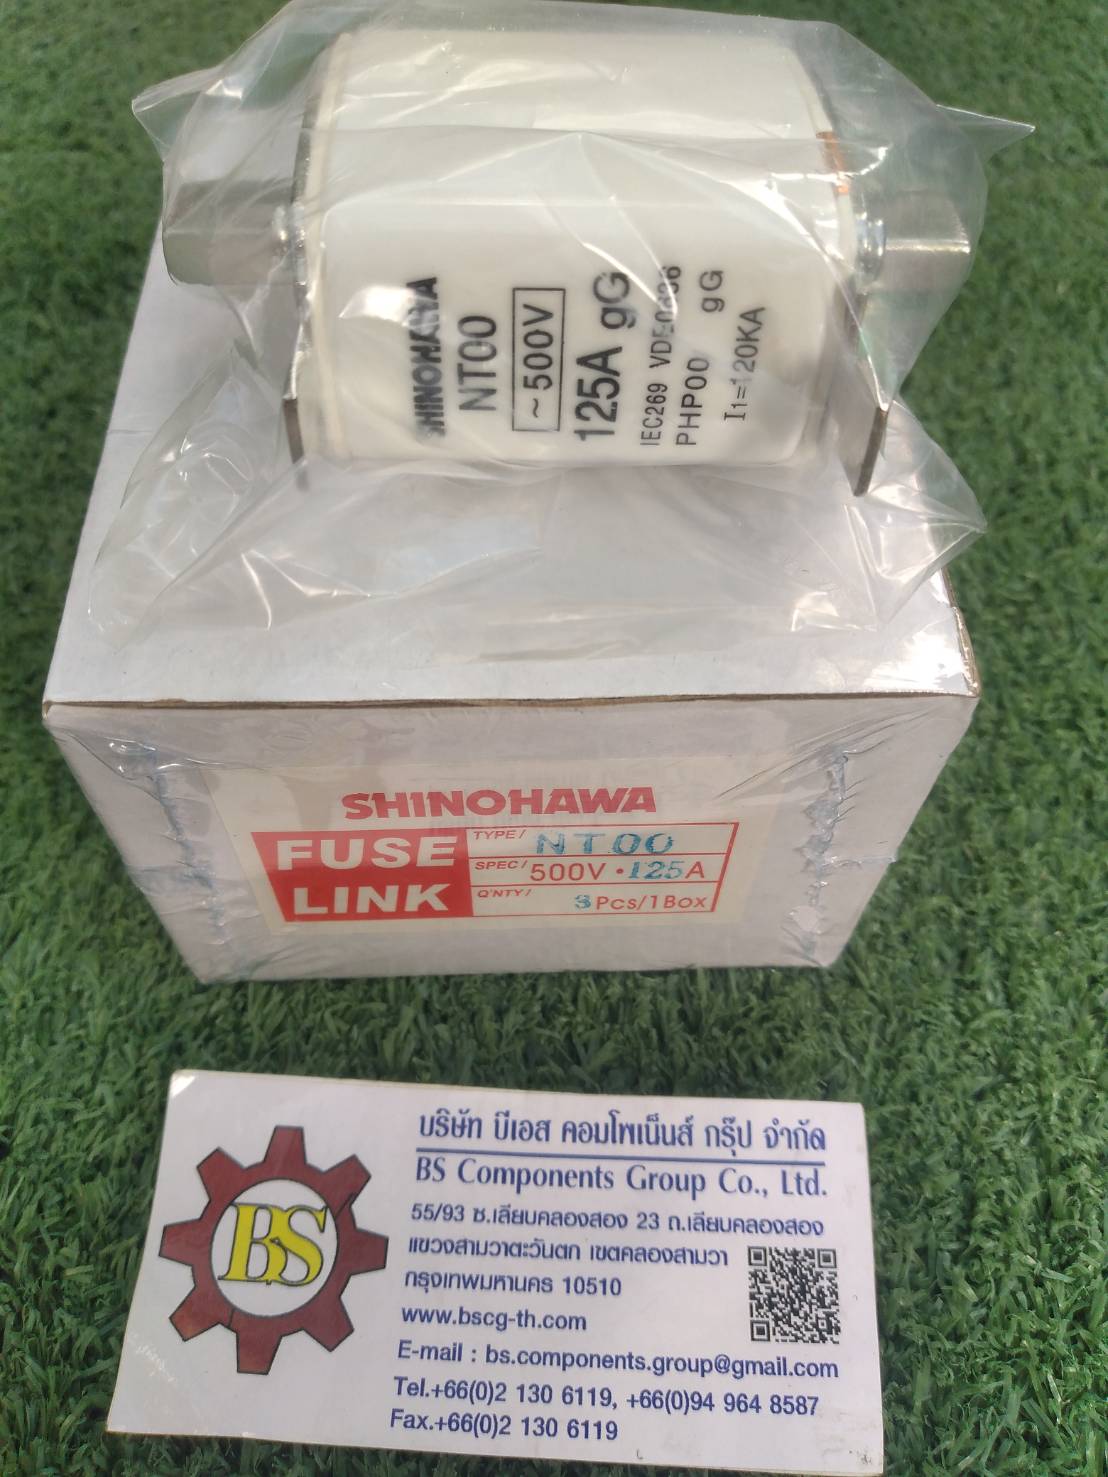 SHINOHAWA
NT00
~500V
125A gG
IEC269 VDE0636
PHP00 gG
I1=120KA
SHINOHAWA
FUSE LINK
TYPE/ NT00
SPEC/ 500V·125A
Q'NTY/ 3Pcs/1Box
BS
บริษัท บีเอส คอมโพเน็นส์ กรุ๊ป จำกัด
BS Components Group Co., Ltd.
55/93 ซ.เลียบคลองสอง 23 ถ.เลียบคลองสอง
แขวงสามวาตะวันตก เขตคลองสามวา
กรุงเทพมหานคร 10510
www.bscg-th.com
E-mail : bs.components.group@gmail.com
Tel.+66(0)2 130 6119, +66(0)94 964 8587
Fax.+66(0)2 130 6119